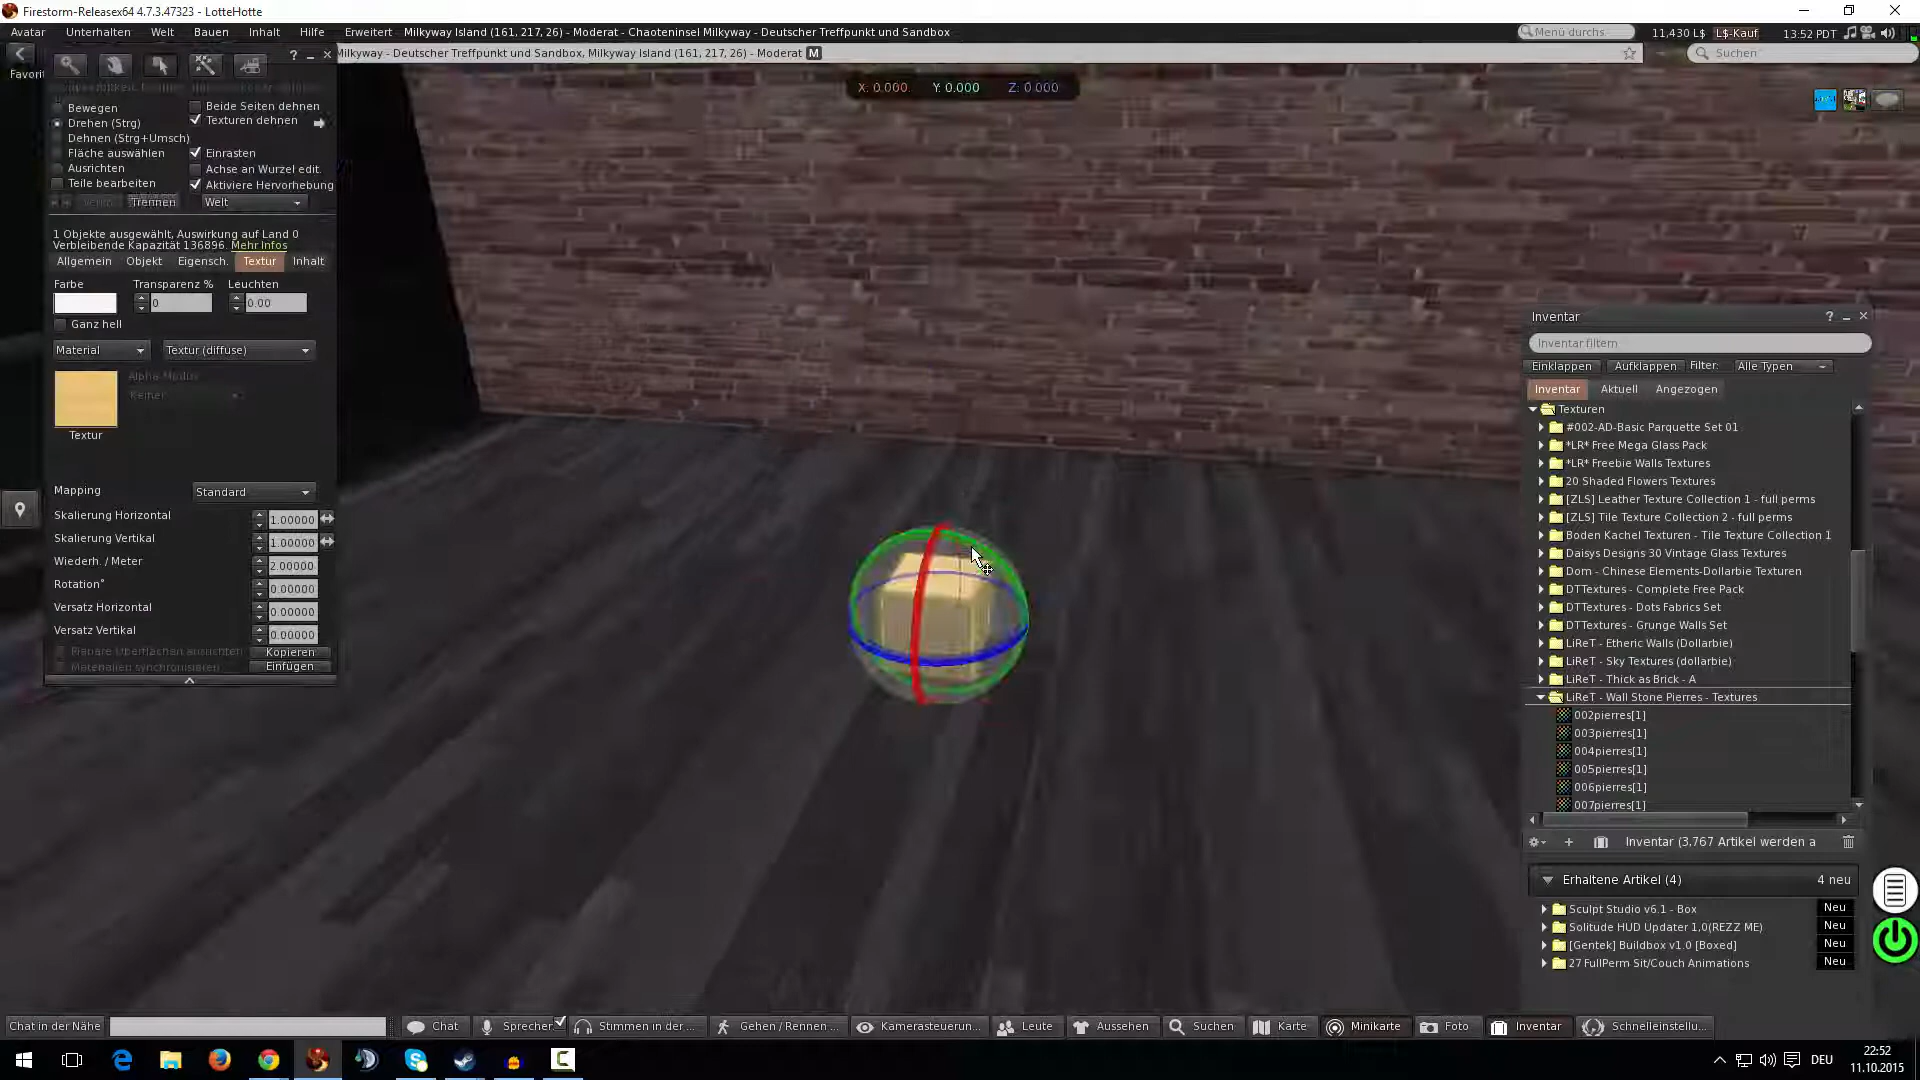 Firestorm-Releasex64 4.7.3.47323 - LotteHotte
Avatar Unterhalten Welt Bauen Inhalt Hilfe Erweitert Milkyway Island (161, 217, 26) - Moderat - Chaoteninsel Milkyway - Deutscher Treffpunkt und Sandbox
Menü durchs 11,430 L$ L$-Kauf 13:52 PDT
Milkyway - Deutscher Treffpunkt und Sandbox, Milkyway Island (161, 217, 26) - Moderat M
Suchen
Favorit
X: 0.000 Y: 0.000 Z: 0.000
Bewegen
Drehen (Strg)
Dehnen (Strg+Umsch)
Fläche auswählen
Ausrichten
Teile bearbeiten
Beide Seiten dehnen
Texturen dehnen
Einrasten
Achse an Wurzel edit.
Aktiviere Hervorhebung
Trennen Welt
1 Objekte ausgewählt, Auswirkung auf Land 0
Verbleibende Kapazität 136896. Mehr Infos
Allgemein Objekt Eigensch. Textur Inhalt
Farbe Transparenz % Leuchten
0 0.00
Ganz hell
Material Textur (diffuse)
Alpha-Modus
Keiner
Textur
Mapping Standard
Skalierung Horizontal 1.00000
Skalierung Vertikal 1.00000
Wiederh. / Meter 2.00000
Rotation° 0.00000
Versatz Horizontal 0.00000
Versatz Vertikal 0.00000
Planare Oberflächen ausrichten Kopieren
Materialien synchronisieren Einfügen
Inventar
Inventar filtern
Einklappen Aufklappen Filter: Alle Typen
Inventar Aktuell Angezogen
Texturen
#002-AD-Basic Parquette Set 01
*LR* Free Mega Glass Pack
*LR* Freebie Walls Textures
20 Shaded Flowers Textures
[ZLS] Leather Texture Collection 1 - full perms
[ZLS] Tile Texture Collection 2 - full perms
Boden Kachel Texturen - Tile Texture Collection 1
Daisys Designs 30 Vintage Glass Textures
Dom - Chinese Elements-Dollarbie Texturen
DTTextures - Complete Free Pack
DTTextures - Dots Fabrics Set
DTTextures - Grunge Walls Set
LiReT - Etheric Walls (Dollarbie)
LiReT - Sky Textures (dollarbie)
LiReT - Thick as Brick - A
LiReT - Wall Stone Pierres - Textures
002pierres[1]
003pierres[1]
004pierres[1]
005pierres[1]
006pierres[1]
007pierres[1]
Inventar (3,767 Artikel werden a
Erhaltene Artikel (4) 4 neu
Sculpt Studio v6.1 - Box Neu
Solitude HUD Updater 1,0(REZZ ME) Neu
[Gentek] Buildbox v1.0 [Boxed] Neu
27 FullPerm Sit/Couch Animations Neu
Chat in der Nähe Chat Sprechen Stimmen in der ... Gehen / Rennen ... Kamerasteuerun... Leute Aussehen Suchen Karte Minikarte Foto Inventar Schnelleinstellu...
DEU
22:52
11.10.2015